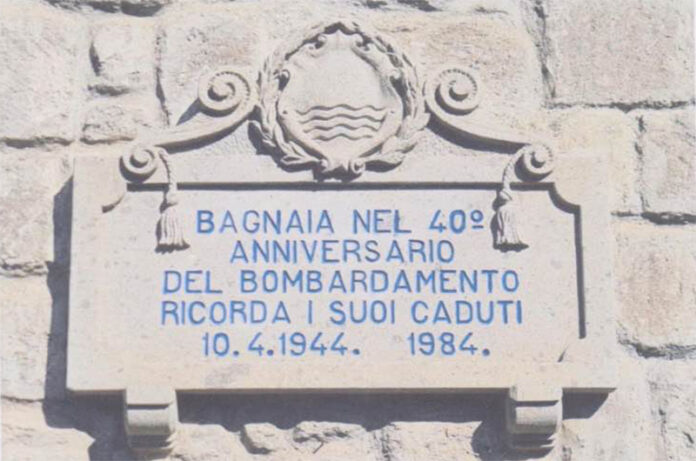 BAGNAIA NEL 40º
ANNIVERSARIO
DEL BOMBARDAMENTO
RICORDA I SUOI CADUTI
10.4.1944. 1984.